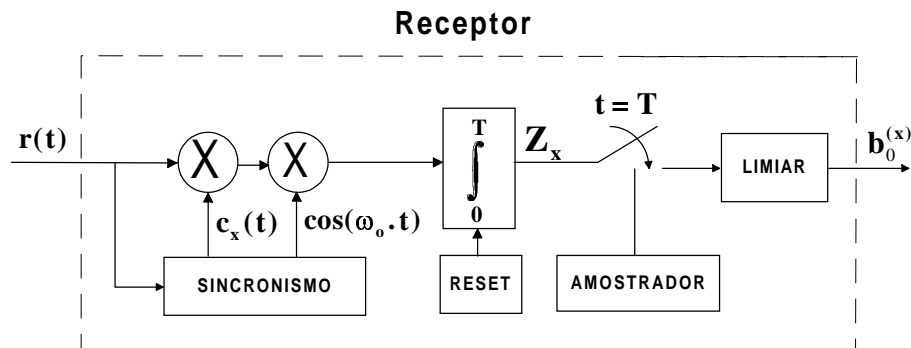 Receptor
r(t)
X
X
c_x(t)
cos(ω_o.t)
T
∫
0
Z_x
t = T
LIMIAR
b_0^(x)
SINCRONISMO
RESET
AMOSTRADOR